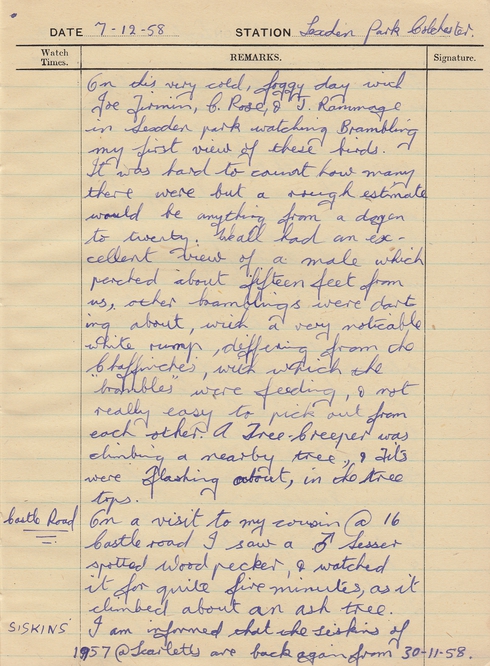 DATE 7-12-58 STATION Lexden Park Colchester.
Watch Times. REMARKS. Signature.
On this very cold, foggy day with
Joe Firmin, C. Rose, & J. Rammage
in Lexden park watching Brambling
my first view of these birds.
It was hard to count how many
there were but a rough estimate
would be anything from a dozen
to twenty. We all had an ex-
cellent view of a male which
perched about fifteen feet from
us, other bramblings were dart
ing about, with a very noticable
white rump, differing from the
Chaffinches, with which the
"brambles" were feeding, & not
really easy to pick out from
each other. A Tree-Creeper was
climbing a nearby tree, & Tits
were flashing about, in the tree
tops.
Castle Road On a visit to my cousin @ 16
Castle road I saw a ♂ Lesser
spotted Woodpecker, & watched
it for quite five minutes, as it
climbed about an ash tree.
SISKINS I am informed that the siskins of
1957 @ Scarletts are back again from 30-11-58.